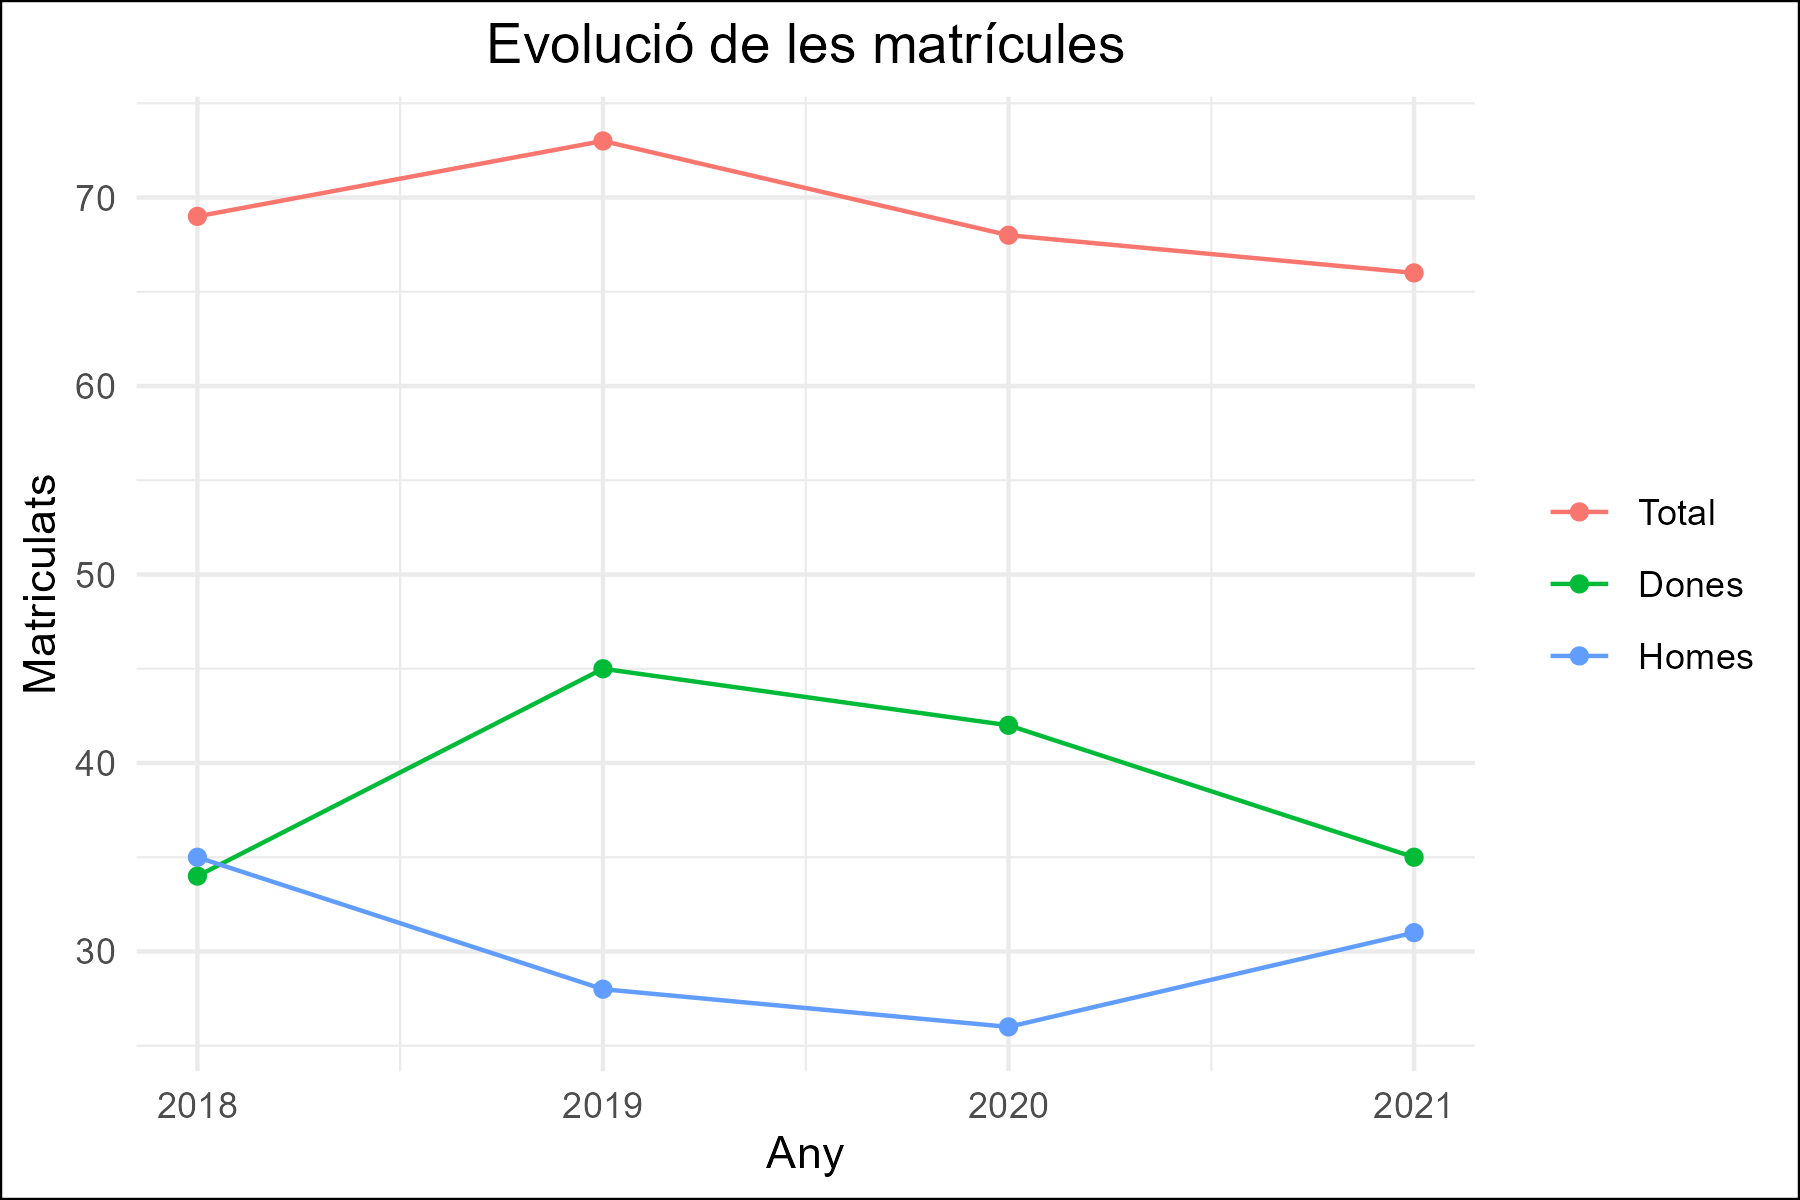 Evolució de les matrícules
Matriculats
70
60
50
40
30
2018 2019 2020 2021
Any
Total
Dones
Homes